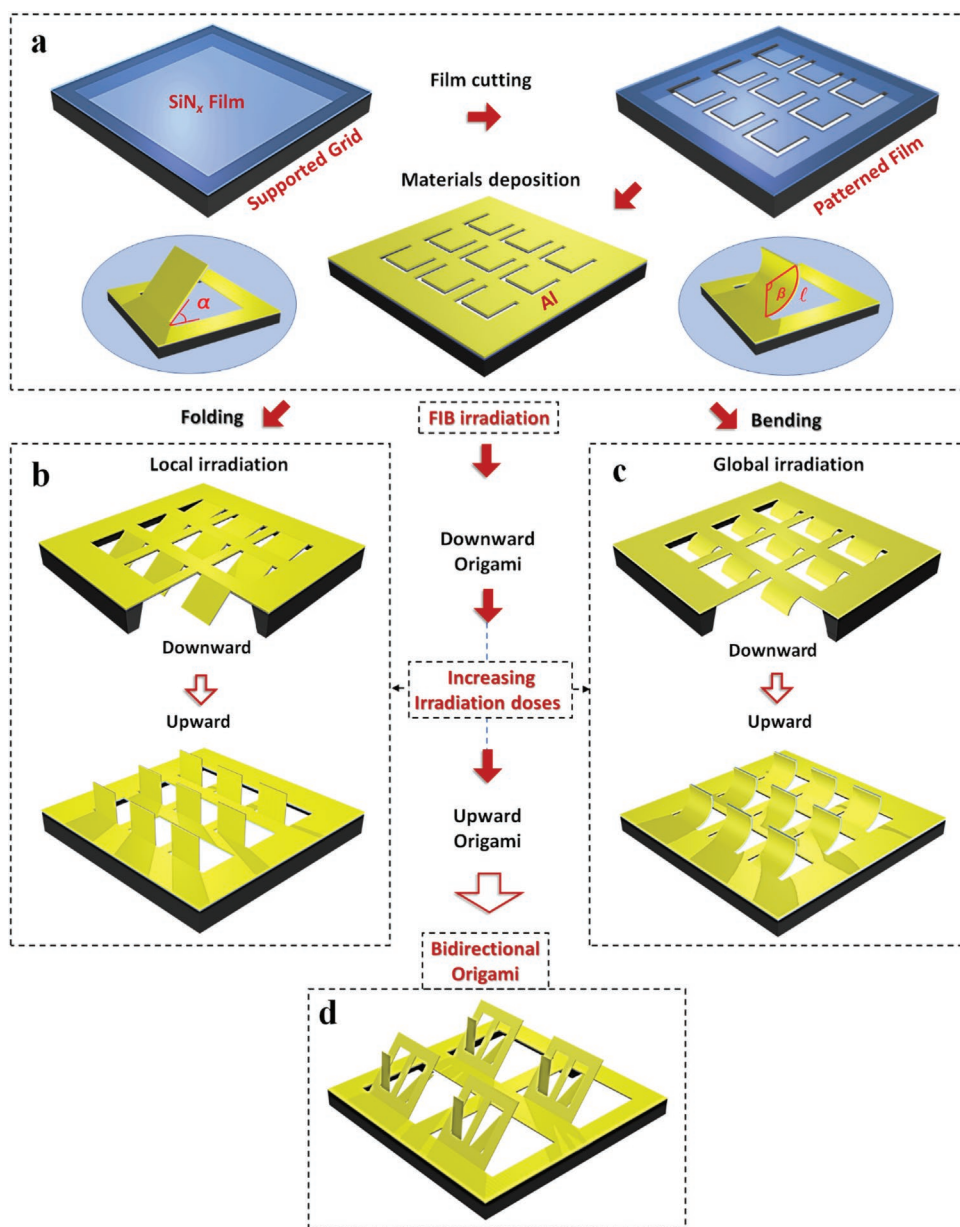 a
SiNx Film
Supported Grid
Film cutting
Patterned Film
Materials deposition
Al
α
β
ℓ
Folding
FIB irradiation
Bending
b
Local irradiation
Downward
Upward
Downward
Origami
Increasing
Irradiation doses
Upward
Origami
c
Global irradiation
Downward
Upward
Bidirectional
Origami
d